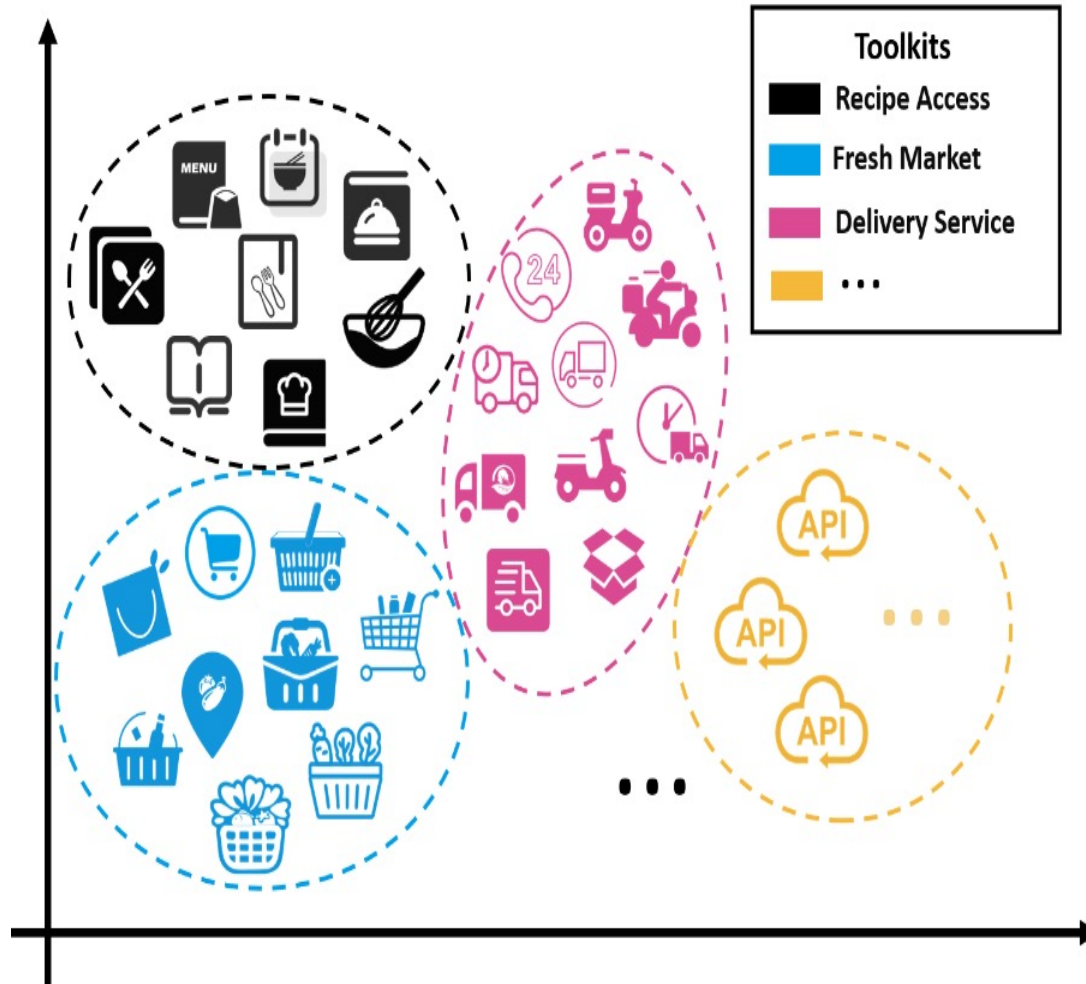 Toolkits
Recipe Access
Fresh Market
Delivery Service
...
MENU
24
API
API
...
API
...